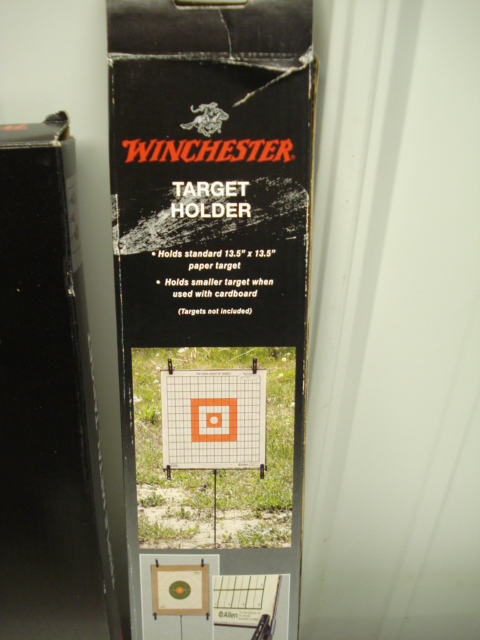 WINCHESTER
TARGET
HOLDER
• Holds standard 13.5" x 13.5"
paper target
• Holds smaller target when
used with cardboard
(Targets not included)
Allen